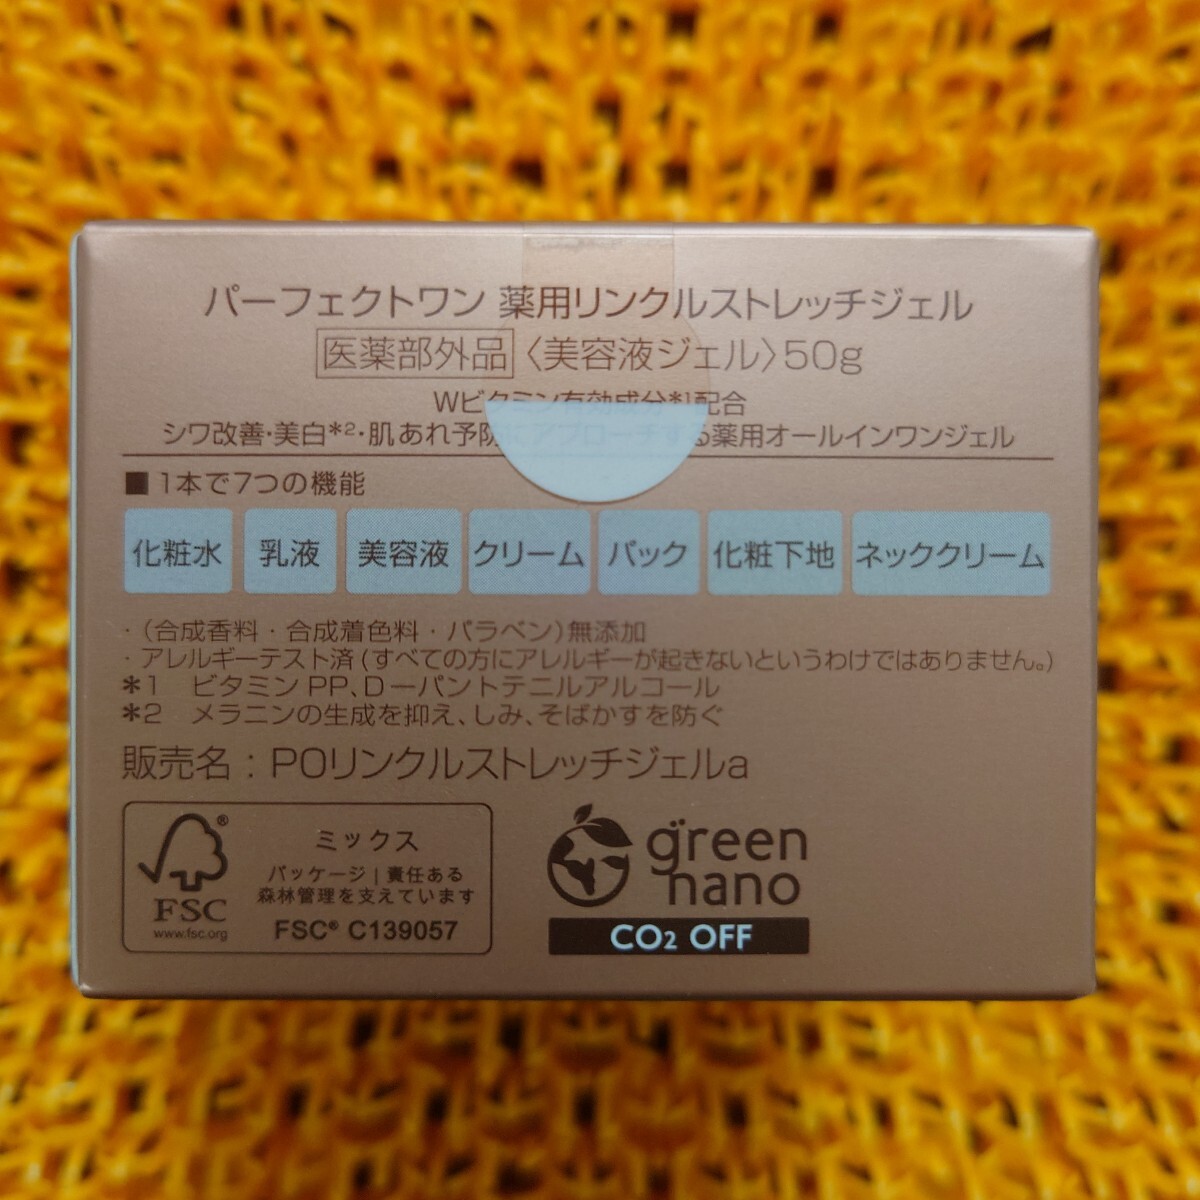 パーフェクトワン 薬用リンクルストレッチジェル
医薬部外品〈美容液ジェル〉50g
Wビタミン有効成分*1配合
シワ改善・美白*2・肌あれ予防にアプローチする薬用オールインワンジェル
■ 1本で7つの機能
化粧水 乳液 美容液 クリーム パック 化粧下地 ネッククリーム
・(合成香料・合成着色料・パラベン)無添加
・アレルギーテスト済(すべての方にアレルギーが起きないというわけではありません。)
*1 ビタミンPP、D－パントテニルアルコール
*2 メラニンの生成を抑え、しみ、そばかすを防ぐ
販売名：POリンクルストレッチジェルa
FSC®
www.fsc.org
ミックス
パッケージ | 責任ある
森林管理を支えています
FSC® C139057
green
nano
CO2 OFF